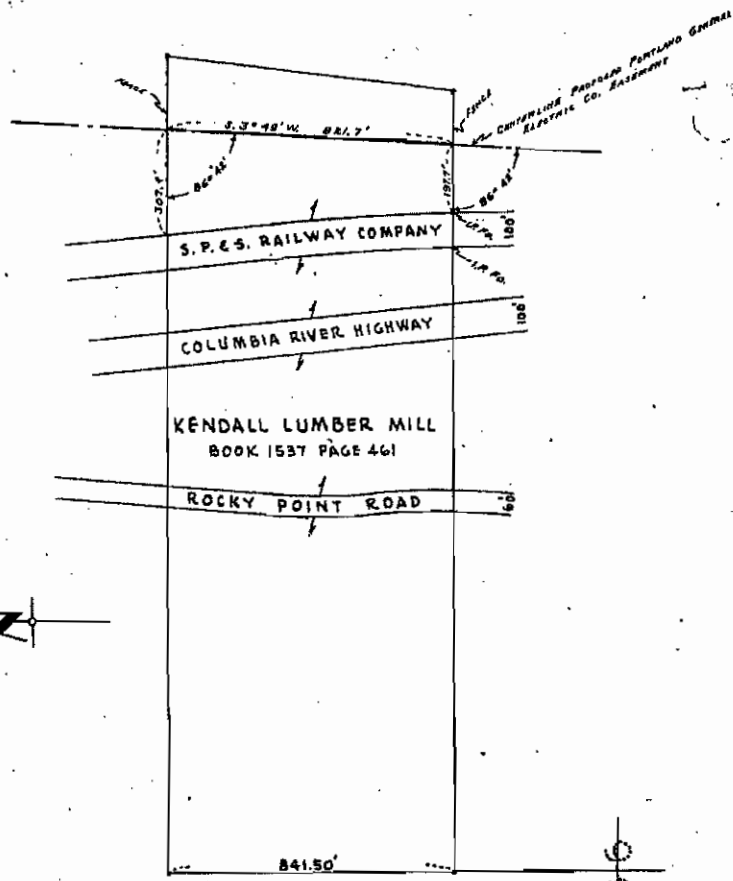 CENTERLINE PROPOSED PORTLAND GENERAL
ELECTRIC CO. EASEMENT
FENCE
FENCE
S. 3° 48' W. 821.7'
86° 48'
86° 48'
307.4'
197.7'
I.P. FD.
S. P. & S. RAILWAY COMPANY
100'
I.P. FD.
COLUMBIA RIVER HIGHWAY
100'
KENDALL LUMBER MILL
BOOK 1537 PAGE 461
ROCKY POINT ROAD
60'
841.50'